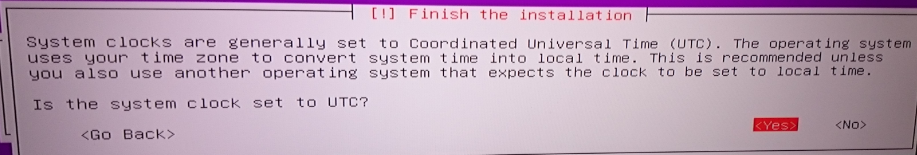 [!] Finish the installation
System clocks are generally set to Coordinated Universal Time (UTC). The operating system
uses your time zone to convert system time into local time. This is recommended unless
you also use another operating system that expects the clock to be set to local time.
Is the system clock set to UTC?
<Go Back> <Yes> <No>